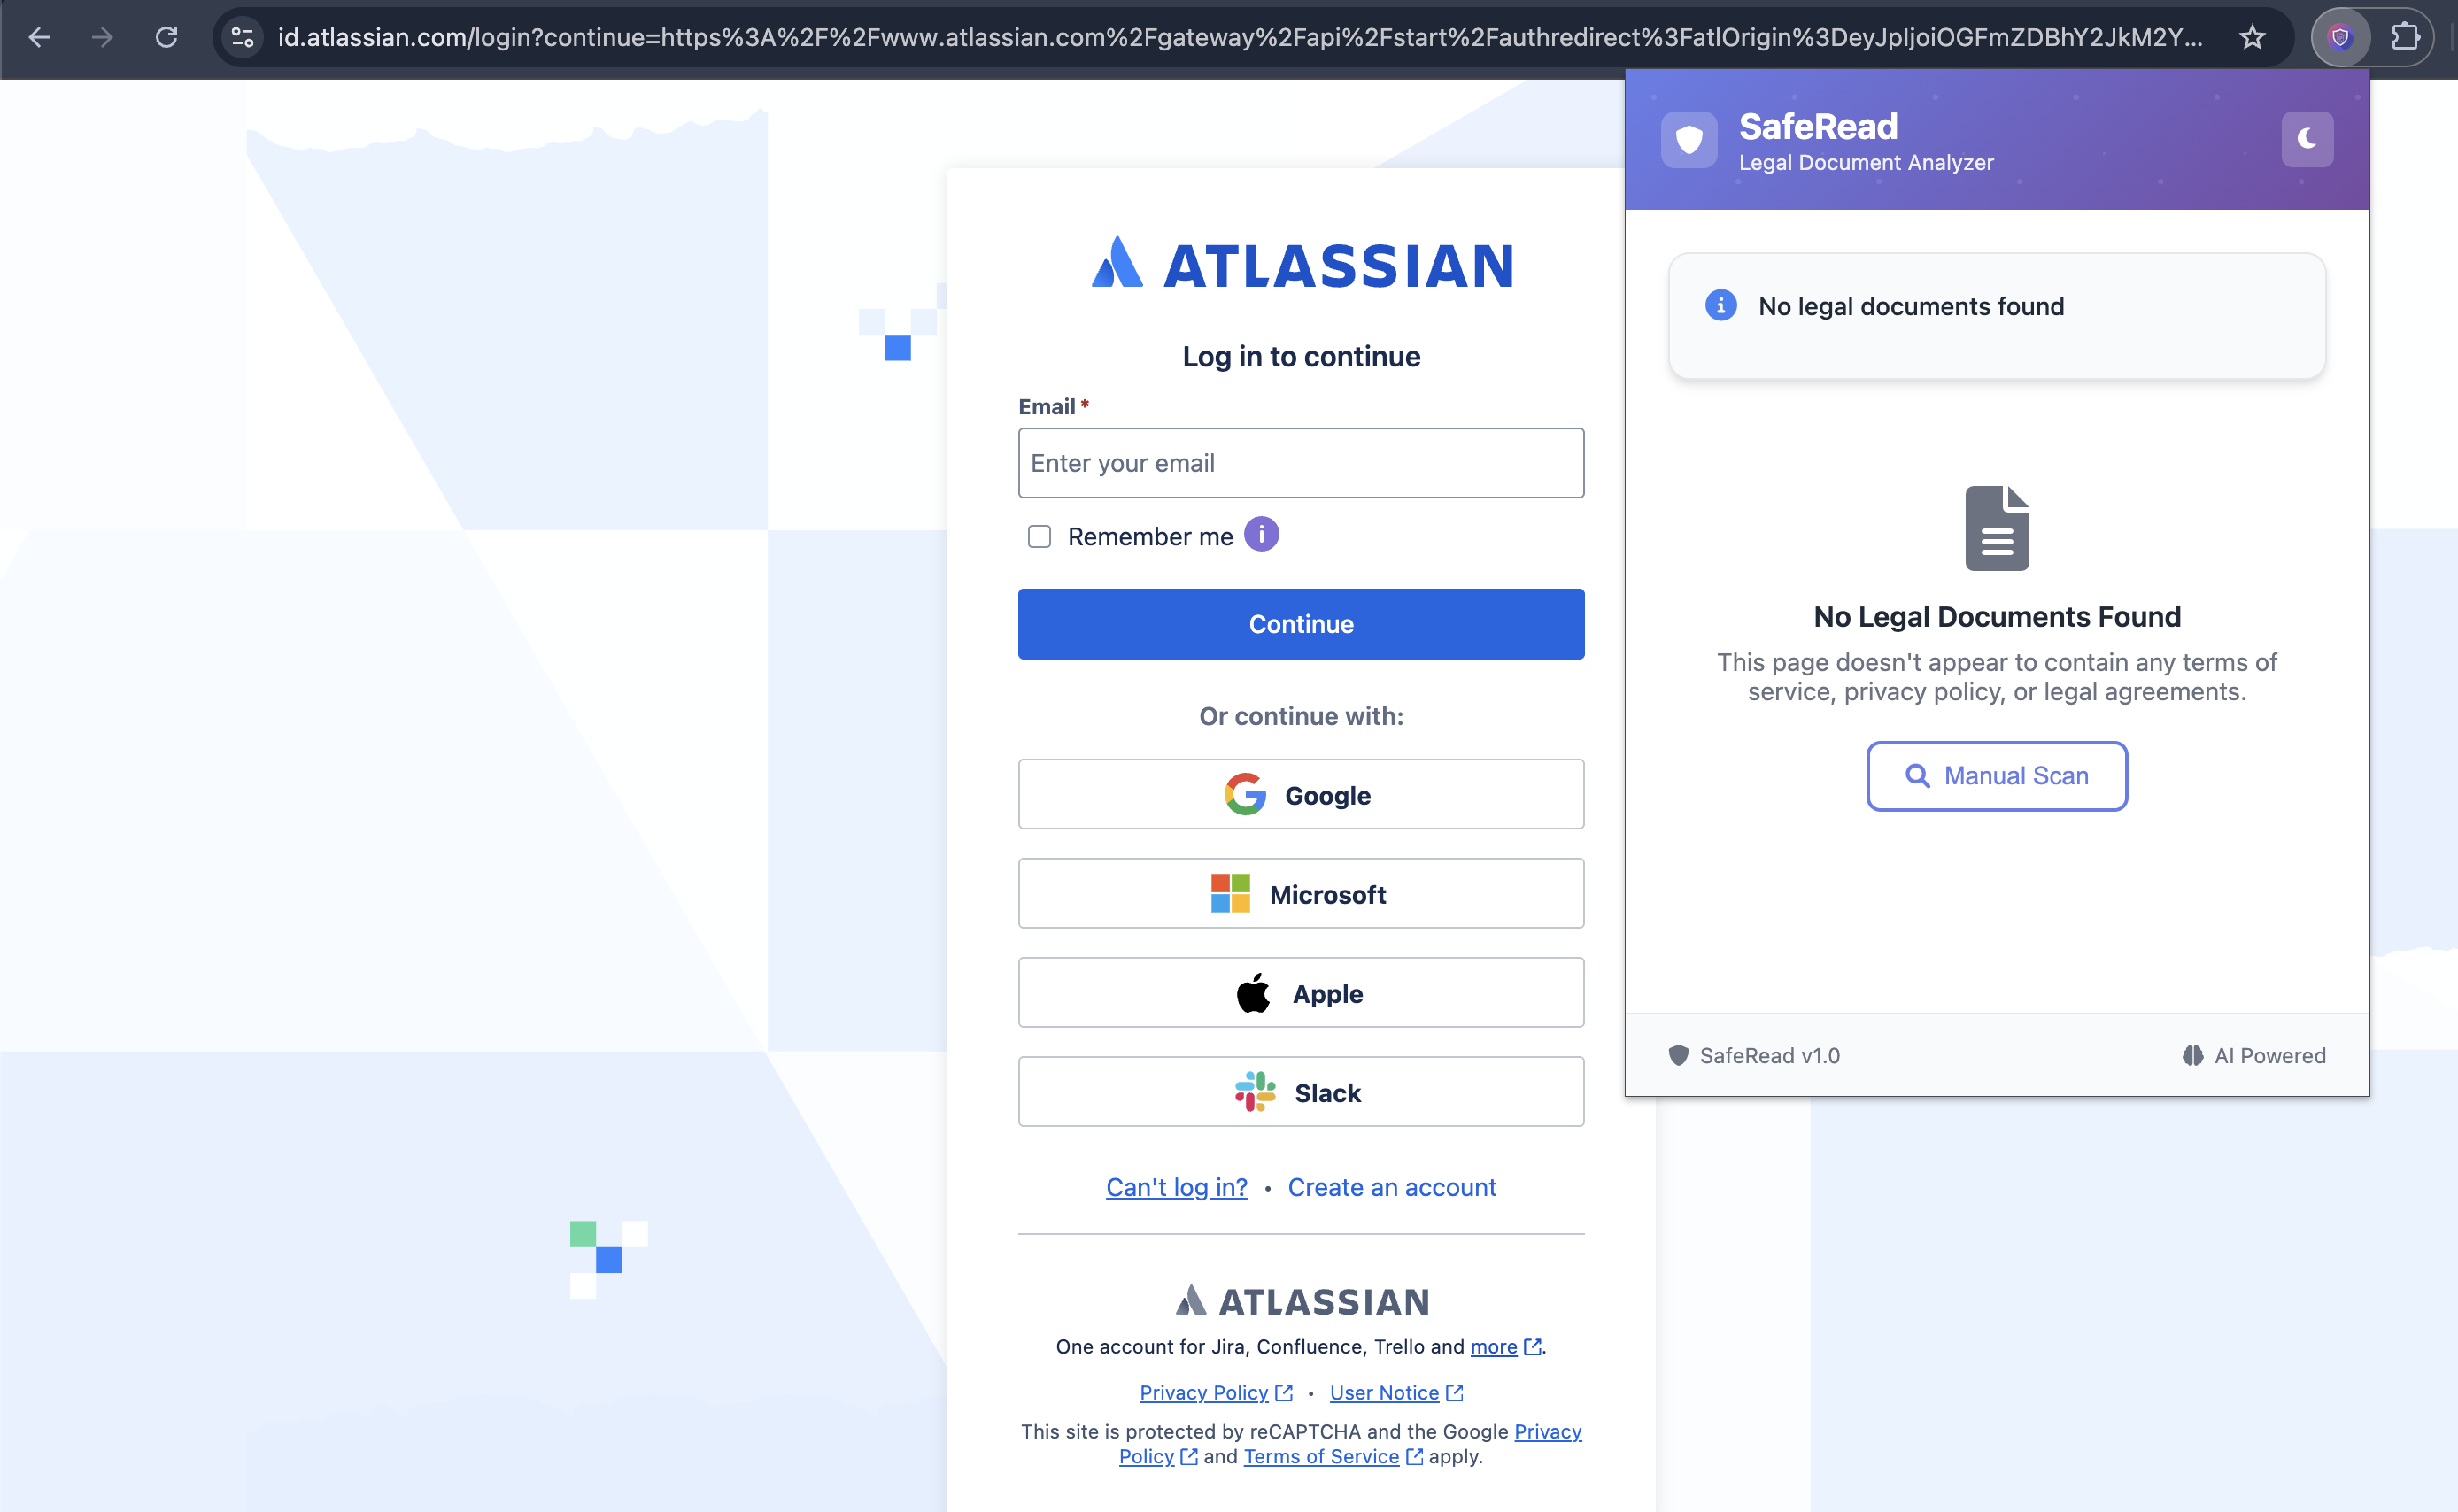 id.atlassian.com/login?continue=https%3A%2F%2Fwww.atlassian.com%2Fgateway%2Fapi%2Fstart%2Fauthredirect%3FatlOrigin%3DeyJpIjoiOGFmZDBhY2JkM2Y...
SafeRead
Legal Document Analyzer
No legal documents found
No Legal Documents Found
This page doesn't appear to contain any terms of
service, privacy policy, or legal agreements.
Manual Scan
SafeRead v1.0
AI Powered
ATLASSIAN
Log in to continue
Email *
Enter your email
Remember me
Continue
Or continue with:
Google
Microsoft
Apple
Slack
Can't log in? • Create an account
ATLASSIAN
One account for Jira, Confluence, Trello and more.
Privacy Policy • User Notice
This site is protected by reCAPTCHA and the Google Privacy
Policy and Terms of Service apply.